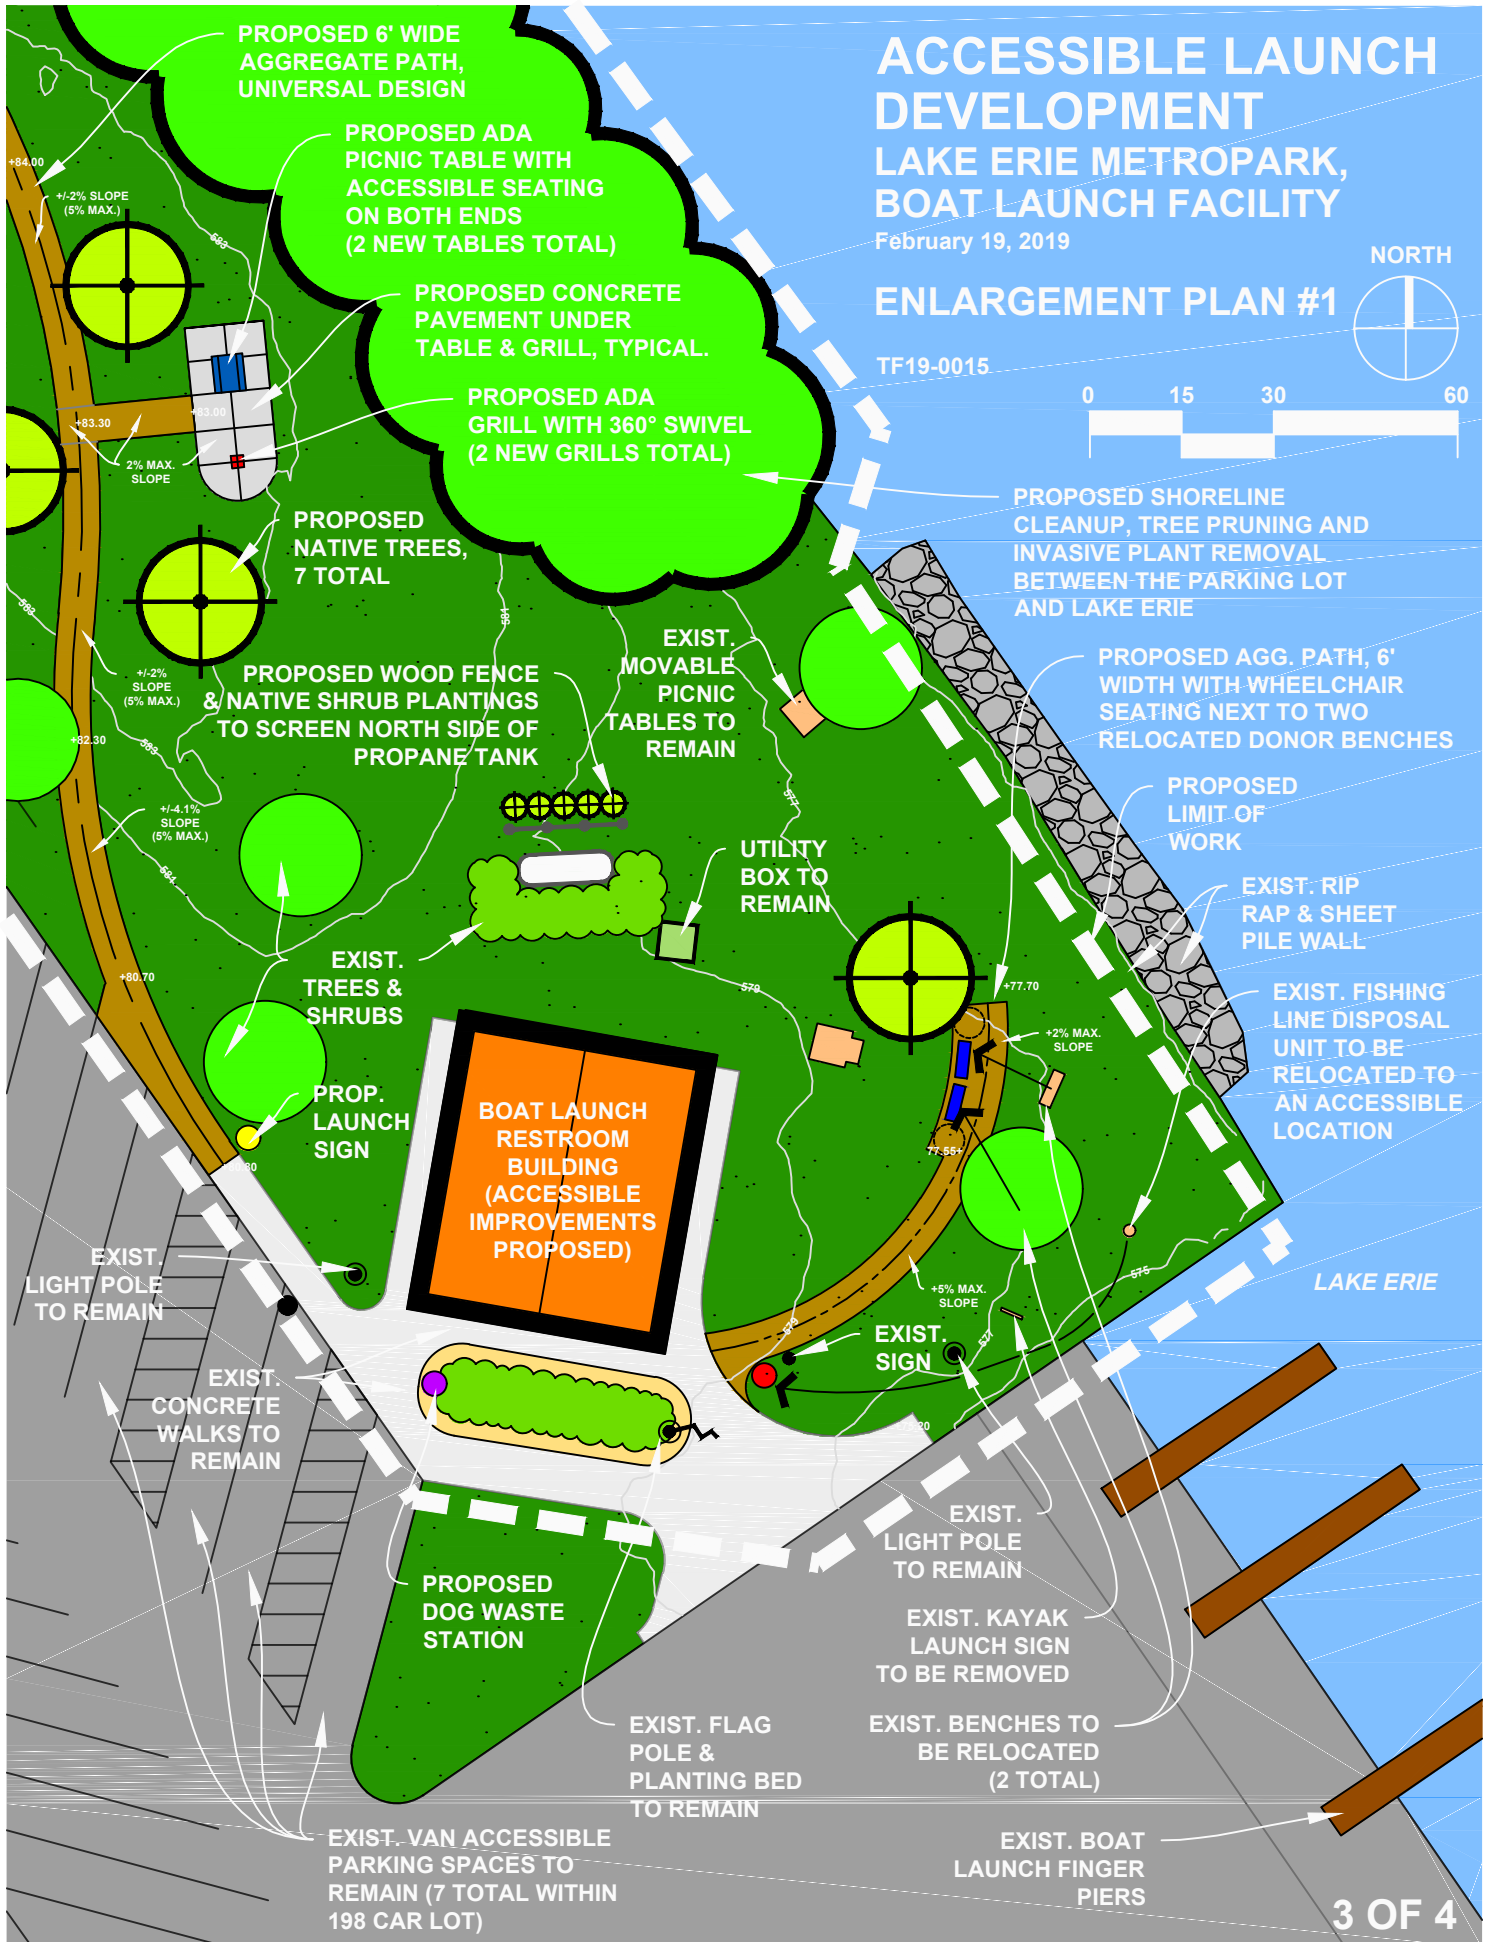 ACCESSIBLE LAUNCH
DEVELOPMENT
LAKE ERIE METROPARK,
BOAT LAUNCH FACILITY
February 19, 2019
ENLARGEMENT PLAN #1
TF19-0015
NORTH
0 15 30 60
PROPOSED 6' WIDE
AGGREGATE PATH,
UNIVERSAL DESIGN
PROPOSED ADA
PICNIC TABLE WITH
ACCESSIBLE SEATING
ON BOTH ENDS
(2 NEW TABLES TOTAL)
PROPOSED CONCRETE
PAVEMENT UNDER
TABLE & GRILL, TYPICAL.
PROPOSED ADA
GRILL WITH 360° SWIVEL
(2 NEW GRILLS TOTAL)
+84.00
+/-2% SLOPE
(5% MAX.)
583
+83.30
+83.00
2% MAX.
SLOPE
PROPOSED
NATIVE TREES,
7 TOTAL
PROPOSED SHORELINE
CLEANUP, TREE PRUNING AND
INVASIVE PLANT REMOVAL
BETWEEN THE PARKING LOT
AND LAKE ERIE
583
581
EXIST.
MOVABLE
PICNIC
TABLES TO
REMAIN
PROPOSED AGG. PATH, 6'
WIDTH WITH WHEELCHAIR
SEATING NEXT TO TWO
RELOCATED DONOR BENCHES
+/-2%
SLOPE
(5% MAX.)
PROPOSED WOOD FENCE
& NATIVE SHRUB PLANTINGS
TO SCREEN NORTH SIDE OF
PROPANE TANK
+82.30
583
577
PROPOSED
LIMIT OF
WORK
+/-4.1%
SLOPE
(5% MAX.)
584
UTILITY
BOX TO
REMAIN
EXIST. RIP
RAP & SHEET
PILE WALL
EXIST.
TREES &
SHRUBS
+80.70
579
+77.70
+2% MAX.
SLOPE
EXIST. FISHING
LINE DISPOSAL
UNIT TO BE
RELOCATED TO
AN ACCESSIBLE
LOCATION
PROP.
LAUNCH
SIGN
BOAT LAUNCH
RESTROOM
BUILDING
(ACCESSIBLE
IMPROVEMENTS
PROPOSED)
77.55+
EXIST.
LIGHT POLE
TO REMAIN
575
+5% MAX.
SLOPE
LAKE ERIE
579
577
EXIST.
SIGN
EXIST.
CONCRETE
WALKS TO
REMAIN
EXIST.
LIGHT POLE
TO REMAIN
PROPOSED
DOG WASTE
STATION
EXIST. KAYAK
LAUNCH SIGN
TO BE REMOVED
EXIST. FLAG
POLE &
PLANTING BED
TO REMAIN
EXIST. BENCHES TO
BE RELOCATED
(2 TOTAL)
EXIST. VAN ACCESSIBLE
PARKING SPACES TO
REMAIN (7 TOTAL WITHIN
198 CAR LOT)
EXIST. BOAT
LAUNCH FINGER
PIERS
3 OF 4